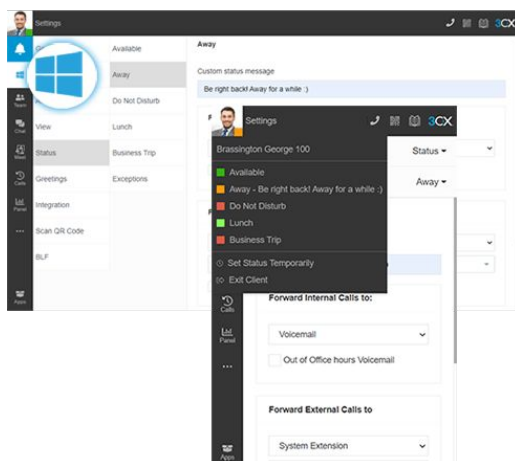 Settings
3CX
Available
Away
Away
Custom status message
Be right back! Away for a while :)
Do Not Disturb
Team
Chat
View
Lunch
Meet
Status
Business Trip
Calls
Greetings
Exceptions
Panel
Integration
Scan QR Code
BLF
Apps
Settings
3CX
Brassington George 100
Status
Available
Away - Be right back! Away for a while :)
Away
Do Not Disturb
Lunch
Business Trip
Set Status Temporarily
Exit Client
Calls
Forward Internal Calls to:
Panel
Voicemail
Out of Office hours Voicemail
Forward External Calls to
System Extension
Apps